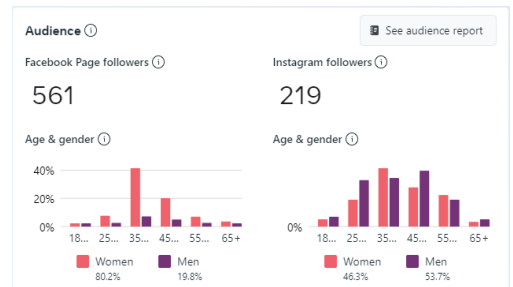 Audience
See audience report
Facebook Page followers
Instagram followers
561
219
Age & gender
Age & gender
40%
20%
0%
0%
18... 25... 35... 45... 55... 65+
18... 25... 35... 45... 55... 65+
Women Men
80.2% 19.8%
Women Men
46.3% 53.7%